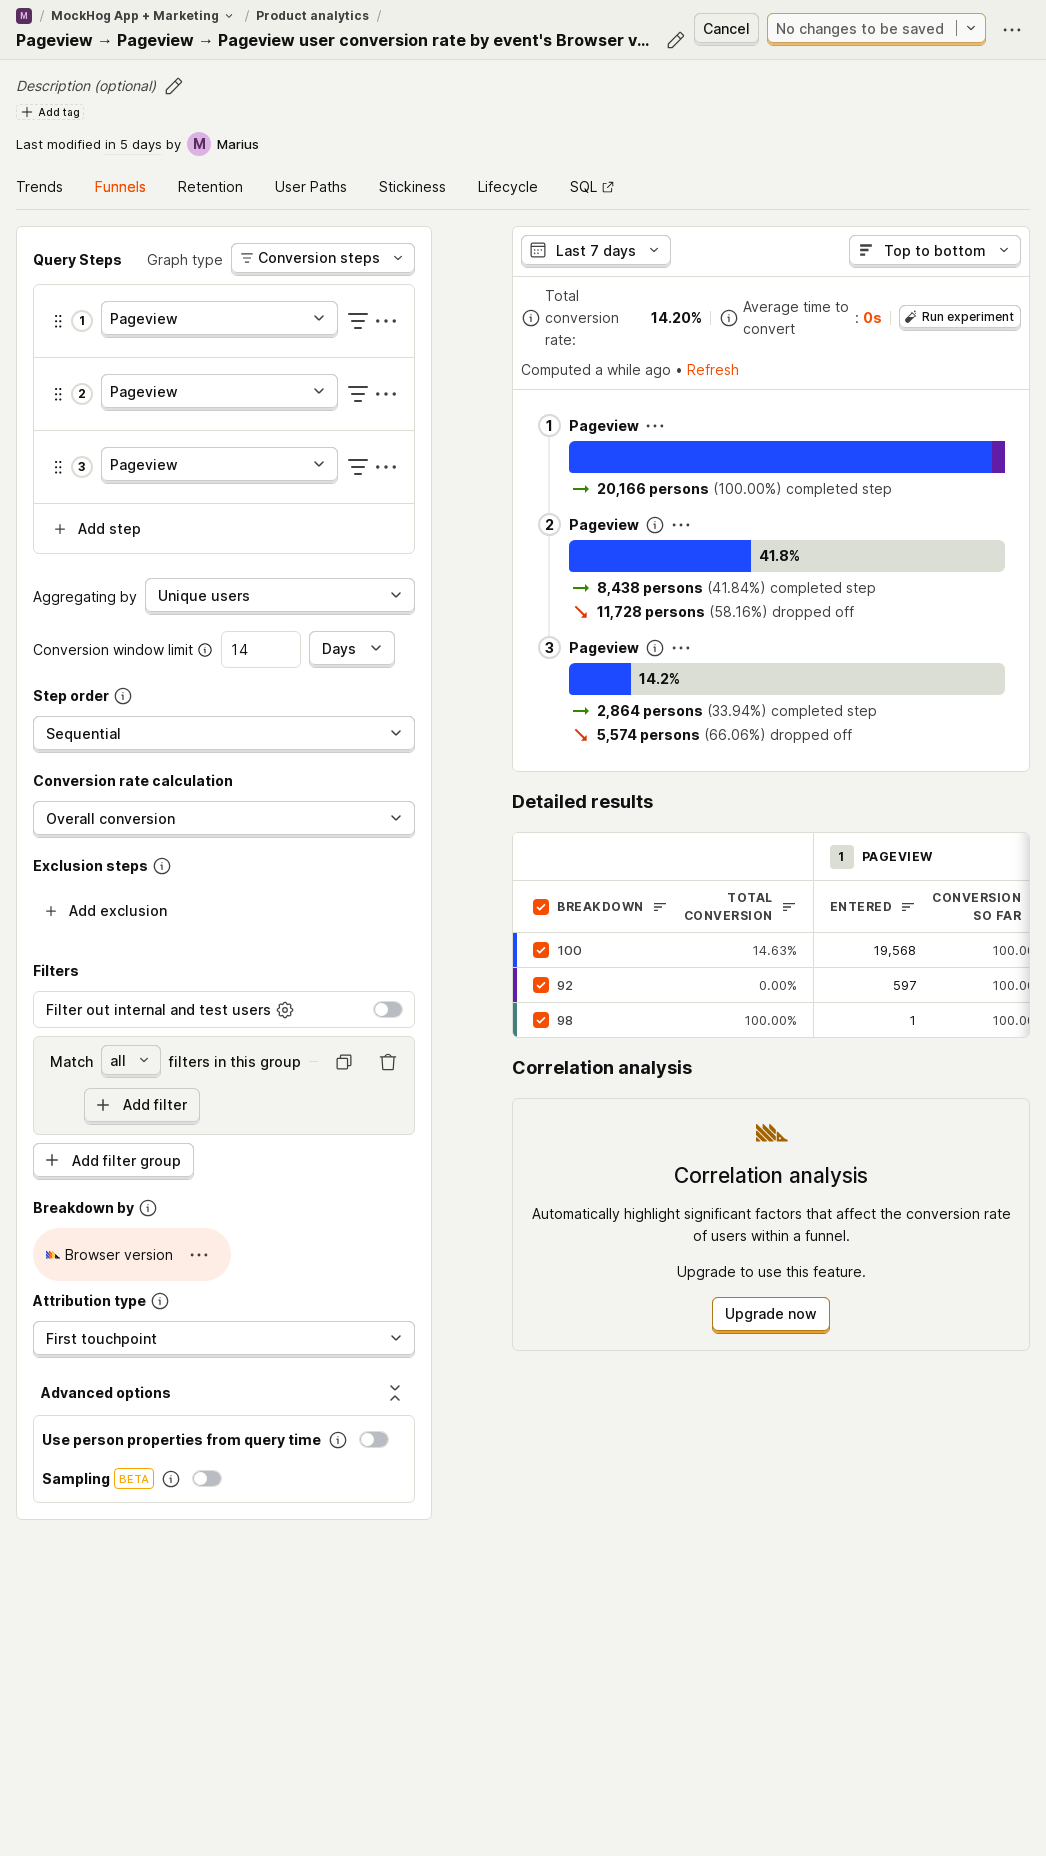 M / MockHog App + Marketing / Product analytics /
Pageview → Pageview → Pageview user conversion rate by event's Browser v...
Cancel
No changes to be saved
Description (optional)
Add tag
Last modified in 5 days by M Marius
Trends Funnels Retention User Paths Stickiness Lifecycle SQL
Query Steps Graph type Conversion steps
1 Pageview
2 Pageview
3 Pageview
Add step
Aggregating by Unique users
Conversion window limit 14 Days
Step order
Sequential
Conversion rate calculation
Overall conversion
Exclusion steps
Add exclusion
Filters
Filter out internal and test users
Match all filters in this group
Add filter
Add filter group
Breakdown by
Browser version
Attribution type
First touchpoint
Advanced options
Use person properties from query time
Sampling BETA
Last 7 days Top to bottom
Total conversion rate: 14.20% Average time to convert : 0s Run experiment
Computed a while ago • Refresh
1 Pageview
20,166 persons (100.00%) completed step
2 Pageview
41.8%
8,438 persons (41.84%) completed step
11,728 persons (58.16%) dropped off
3 Pageview
14.2%
2,864 persons (33.94%) completed step
5,574 persons (66.06%) dropped off
Detailed results
1 PAGEVIEW
BREAKDOWN TOTAL CONVERSION ENTERED CONVERSION SO FAR
100 14.63% 19,568 100.0
92 0.00% 597 100.0
98 100.00% 1 100.0
Correlation analysis
Correlation analysis
Automatically highlight significant factors that affect the conversion rate
of users within a funnel.
Upgrade to use this feature.
Upgrade now